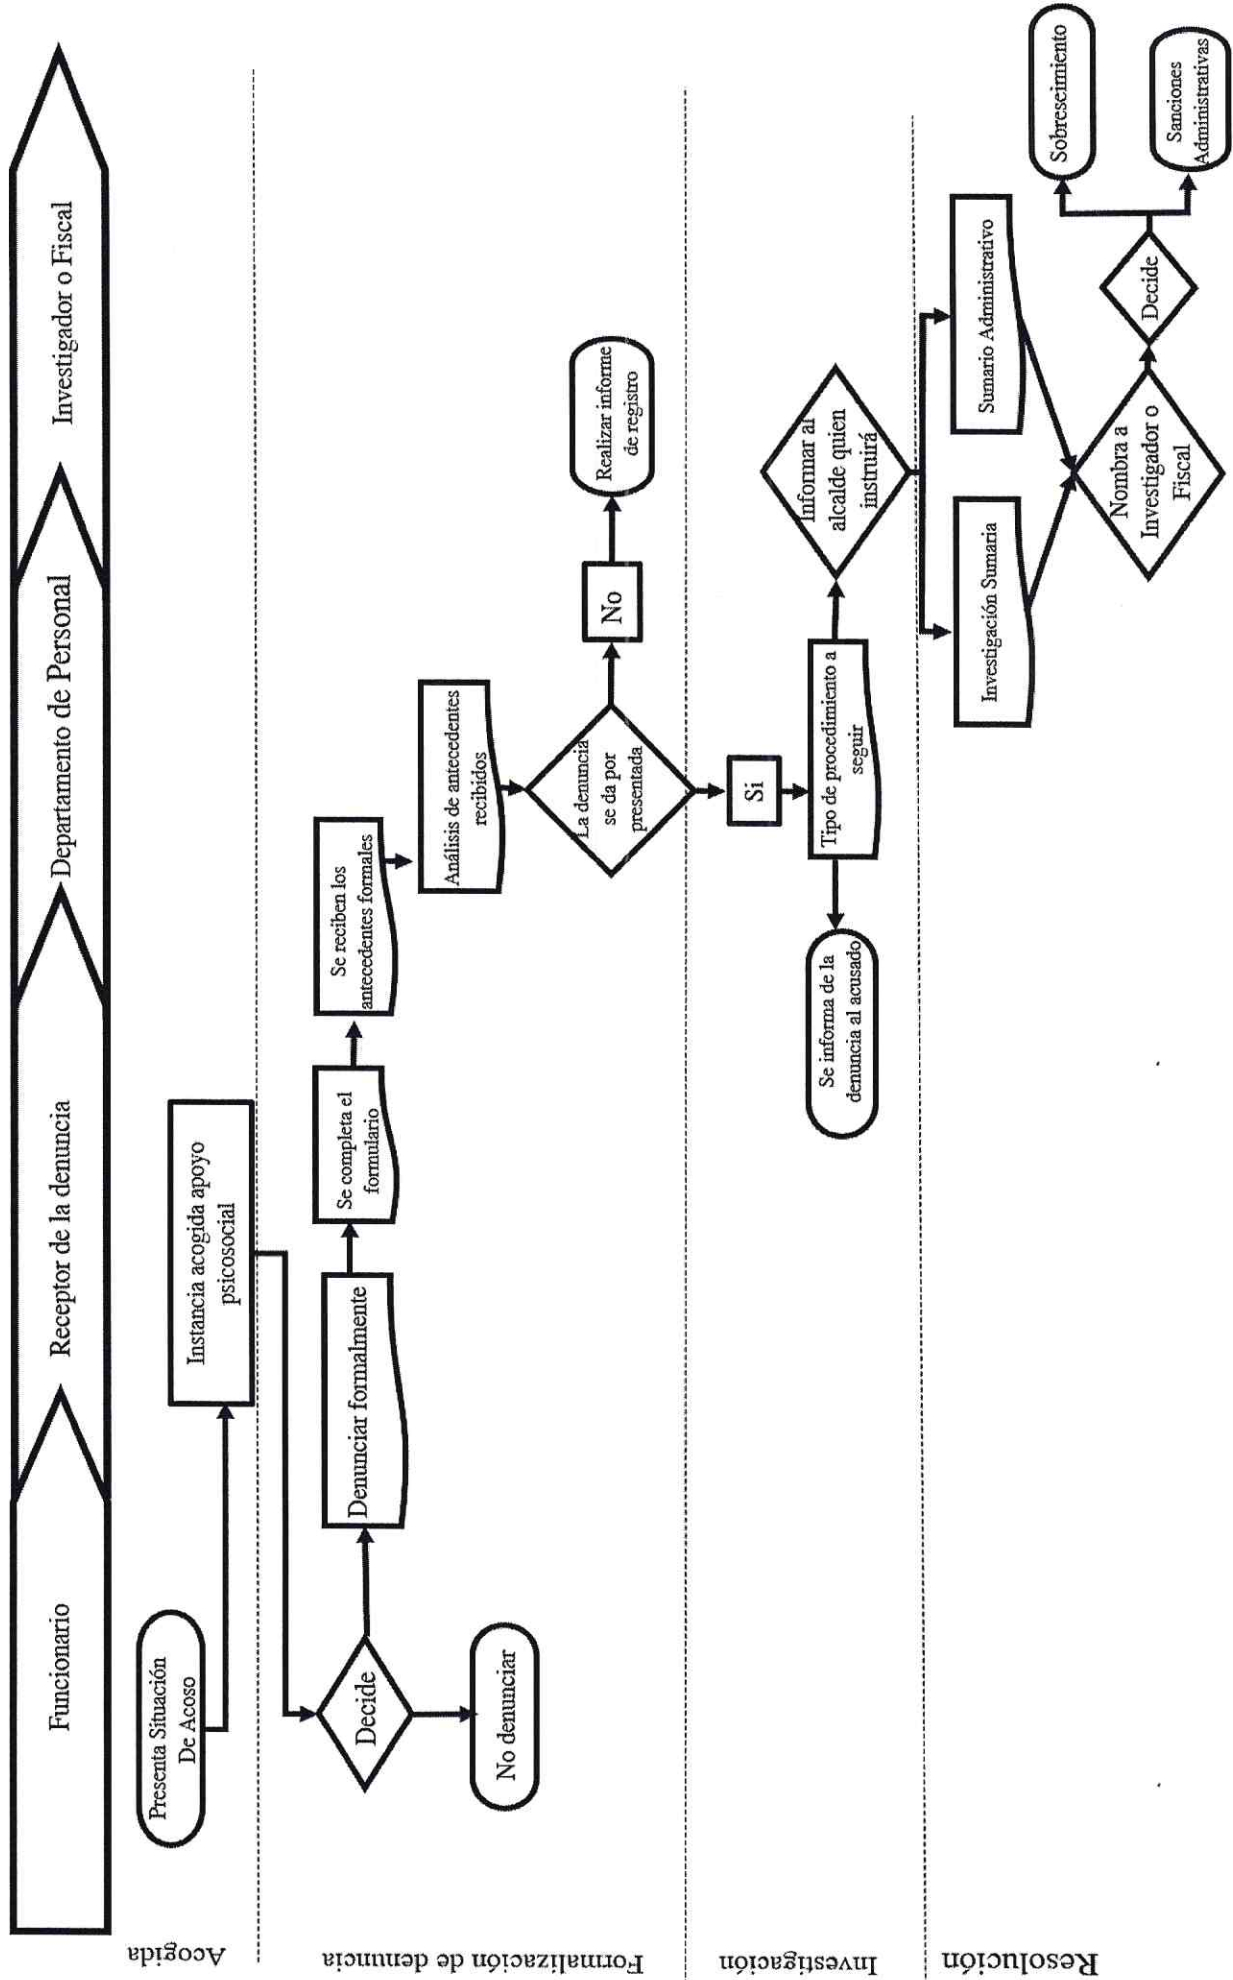 Funcionario
Receptor de la denuncia
Departamento de Personal
Investigador o Fiscal
Acogida
Presenta Situación
De Acoso
Instancia acogida apoyo
psicosocial
Formalización de denuncia
Decide
No denunciar
Denunciar formalmente
Se completa el
formulario
Se reciben los
antecedentes formales
Análisis de antecedentes
recibidos
La denuncia
se da por
presentada
No
Realizar informe
de registro
Investigación
Si
Tipo de procedimiento a
seguir
Se informa de la
denuncia al acusado
Informar al
alcalde quien
instruirá
Resolución
Investigación Sumaria
Sumario Administrativo
Nombra a
Investigador o
Fiscal
Decide
Sobreseimiento
Sanciones
Administrativas